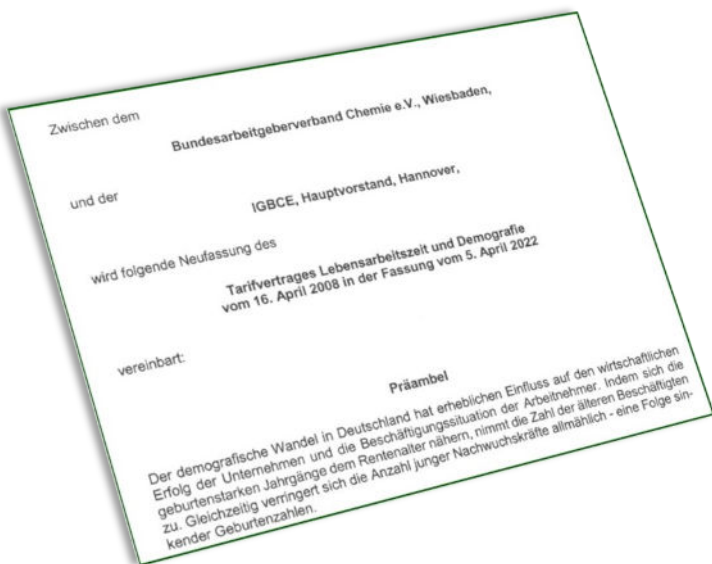 Zwischen dem
Bundesarbeitgeberverband Chemie e.V., Wiesbaden,
und der
IGBCE, Hauptvorstand, Hannover,
wird folgende Neufassung des
Tarifvertrages Lebensarbeitszeit und Demografie
vom 16. April 2008 in der Fassung vom 5. April 2022
vereinbart:
Präambel
Der demografische Wandel in Deutschland hat erheblichen Einfluss auf den wirtschaftlichen
Erfolg der Unternehmen und die Beschäftigungssituation der Arbeitnehmer. Indem sich die
geburtenstarken Jahrgänge dem Rentenalter nähern, nimmt die Zahl der älteren Beschäftigten
zu. Gleichzeitig verringert sich die Anzahl junger Nachwuchskräfte allmählich - eine Folge sin-
kender Geburtenzahlen.